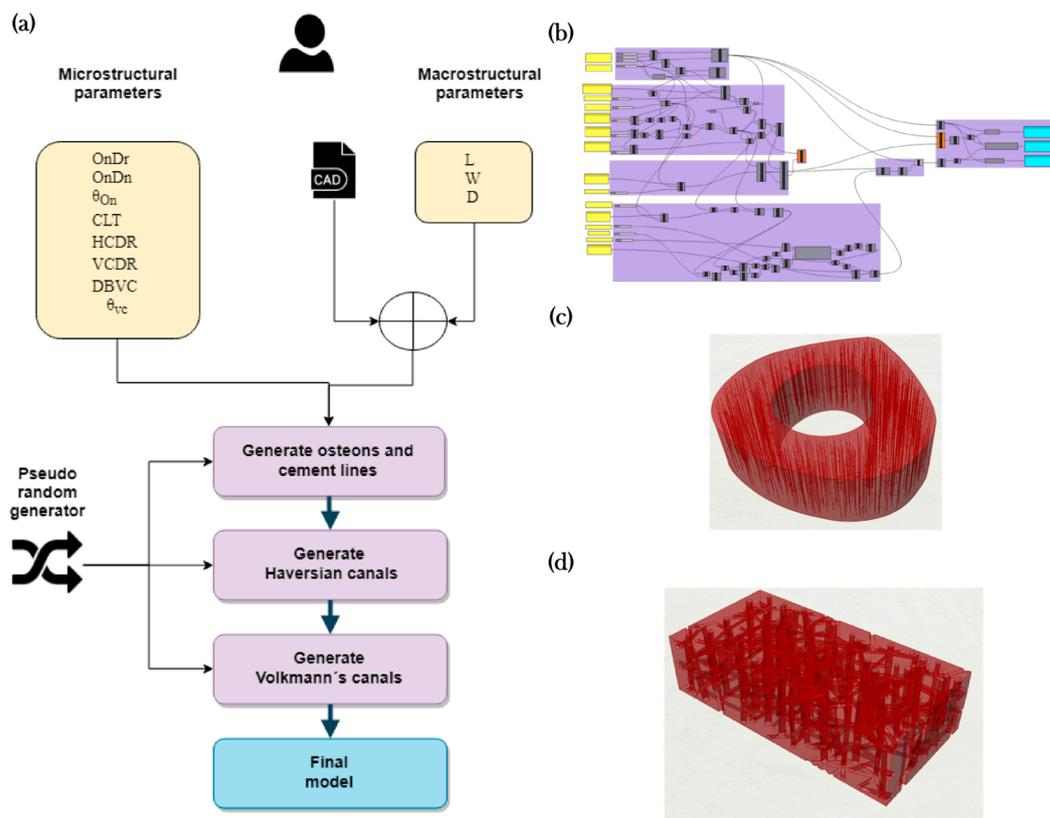 (a)
Microstructural
parameters
Macrostructural
parameters
OnDr
OnDn
θOn
CLT
HCDR
VCDR
DBVC
θvc
CAD
L
W
D
Pseudo
random
generator
Generate osteons and
cement lines
Generate
Haversian canals
Generate
Volkmann´s canals
Final
model
(b)
(c)
(d)